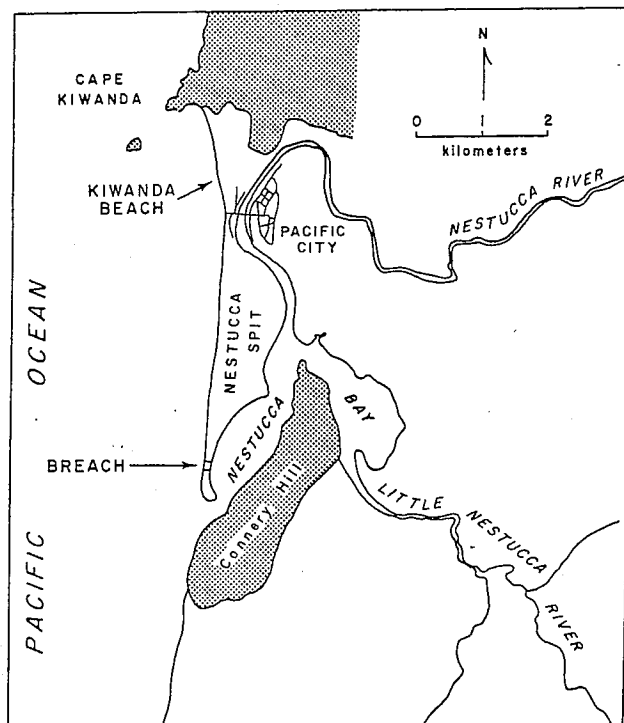 CAPE
KIWANDA
N
0 1 2
kilometers
KIWANDA
BEACH
NESTUCCA RIVER
PACIFIC
CITY
PACIFIC OCEAN
NESTUCCA
SPIT
NESTUCCA
BAY
BREACH
Connery Hill
LITTLE NESTUCCA
RIVER